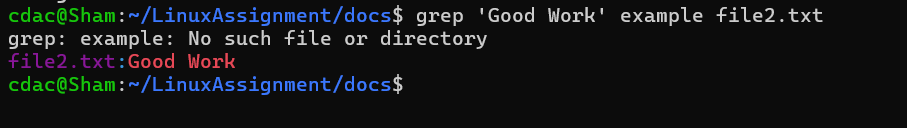 cdac@Sham:~/LinuxAssignment/docs$ grep 'Good Work' example file2.txt
grep: example: No such file or directory
file2.txt:Good Work
cdac@Sham:~/LinuxAssignment/docs$